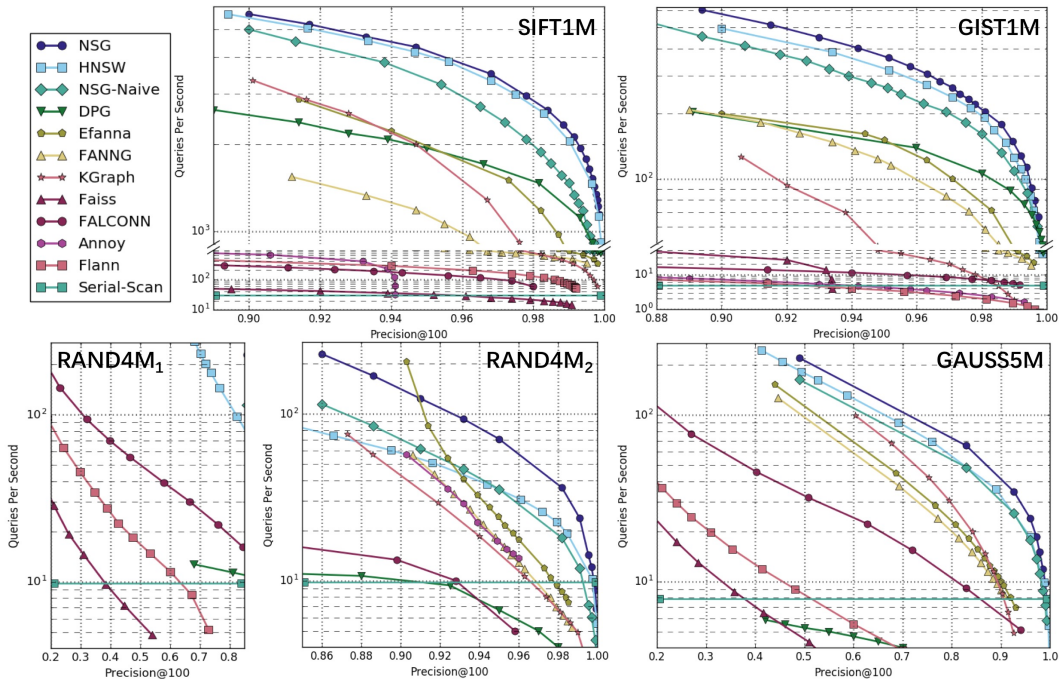 NSG
HNSW
NSG-Naive
DPG
Efanna
FANNG
KGraph
Faiss
FALCONN
Annoy
Flann
Serial-Scan
SIFT1M
Queries Per Second
10³
10²
10¹
0.90 0.92 0.94 0.96 0.98 1.00
Precision@100
GIST1M
Queries Per Second
10²
10¹
10⁰
0.88 0.90 0.92 0.94 0.96 0.98 1.00
Precision@100
RAND4M₁
Queries Per Second
10²
10¹
0.2 0.3 0.4 0.5 0.6 0.7 0.8
Precision@100
RAND4M₂
Queries Per Second
10²
10¹
0.86 0.88 0.90 0.92 0.94 0.96 0.98 1.00
Precision@100
GAUSS5M
Queries Per Second
10²
10¹
0.2 0.3 0.4 0.5 0.6 0.7 0.8 0.9 1.0
Precision@100